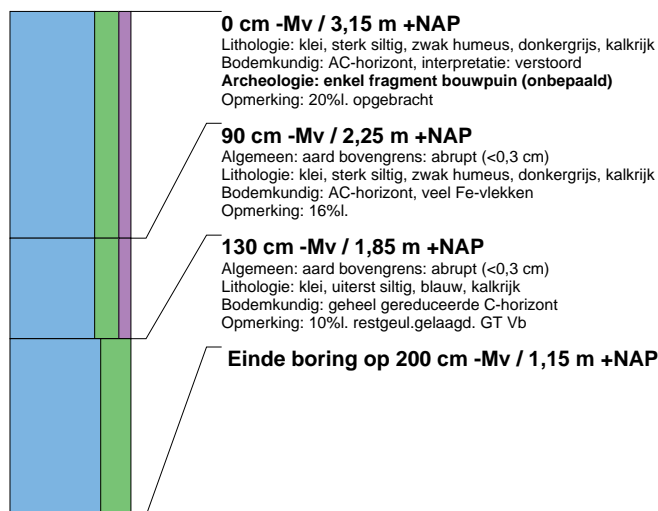 0 cm -Mv / 3,15 m +NAP
Lithologie: klei, sterk siltig, zwak humeus, donkergrijs, kalkrijk
Bodemkundig: AC-horizont, interpretatie: verstoord
Archeologie: enkel fragment bouwpuin (onbepaald)
Opmerking: 20%l. opgebracht
90 cm -Mv / 2,25 m +NAP
Algemeen: aard bovengrens: abrupt (<0,3 cm)
Lithologie: klei, sterk siltig, zwak humeus, donkergrijs, kalkrijk
Bodemkundig: AC-horizont, veel Fe-vlekken
Opmerking: 16%l.
130 cm -Mv / 1,85 m +NAP
Algemeen: aard bovengrens: abrupt (<0,3 cm)
Lithologie: klei, uiterst siltig, blauw, kalkrijk
Bodemkundig: geheel gereduceerde C-horizont
Opmerking: 10%l. restgeul.gelaagd. GT Vb
Einde boring op 200 cm -Mv / 1,15 m +NAP